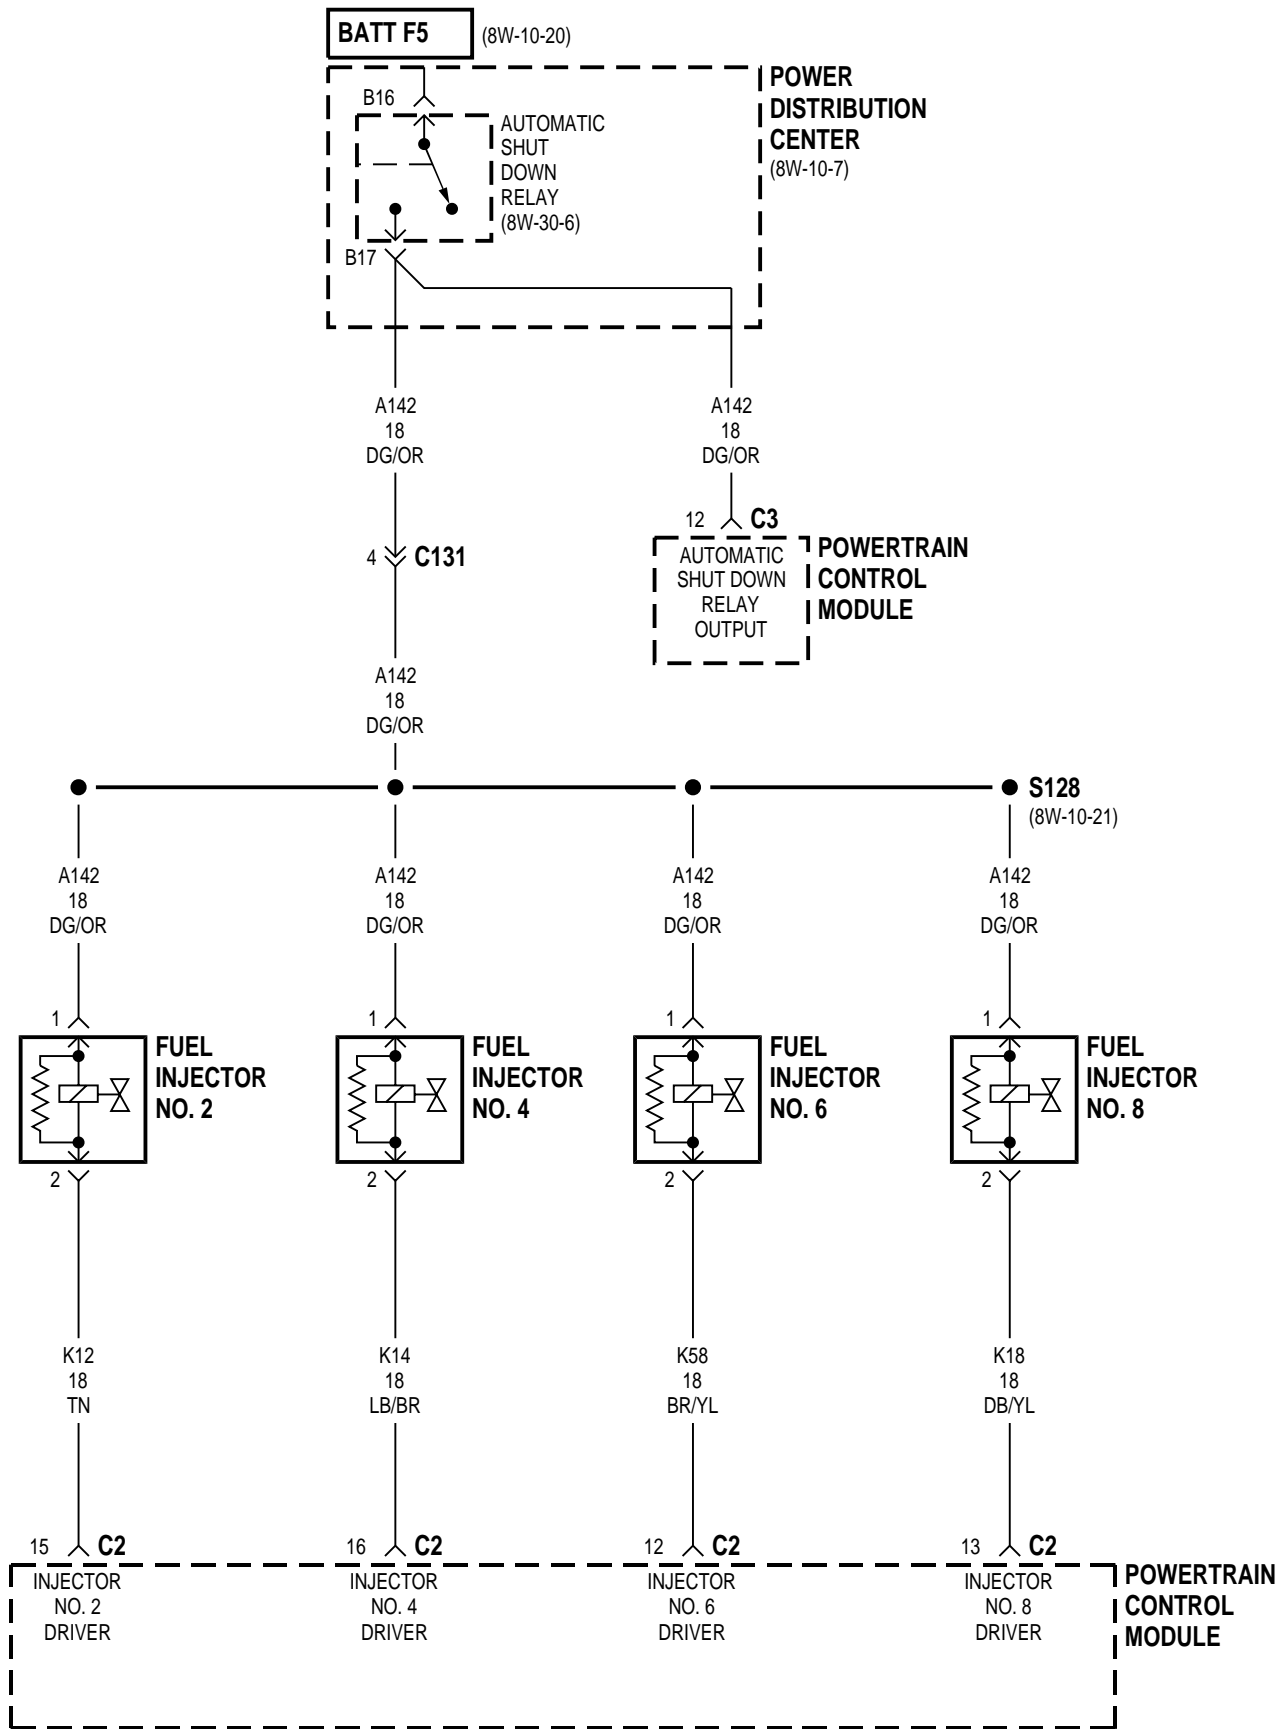 BATT F5
(8W-10-20)
POWER
DISTRIBUTION
CENTER
(8W-10-7)
B16
AUTOMATIC
SHUT
DOWN
RELAY
(8W-30-6)
B17
A142
18
DG/OR
A142
18
DG/OR
12 C3
4 C131
AUTOMATIC
SHUT DOWN
RELAY
OUTPUT
POWERTRAIN
CONTROL
MODULE
A142
18
DG/OR
S128
(8W-10-21)
A142
18
DG/OR
A142
18
DG/OR
A142
18
DG/OR
A142
18
DG/OR
1
FUEL
INJECTOR
NO. 2
2
1
FUEL
INJECTOR
NO. 4
2
1
FUEL
INJECTOR
NO. 6
2
1
FUEL
INJECTOR
NO. 8
2
K12
18
TN
K14
18
LB/BR
K58
18
BR/YL
K18
18
DB/YL
15 C2
16 C2
12 C2
13 C2
INJECTOR
NO. 2
DRIVER
INJECTOR
NO. 4
DRIVER
INJECTOR
NO. 6
DRIVER
INJECTOR
NO. 8
DRIVER
POWERTRAIN
CONTROL
MODULE